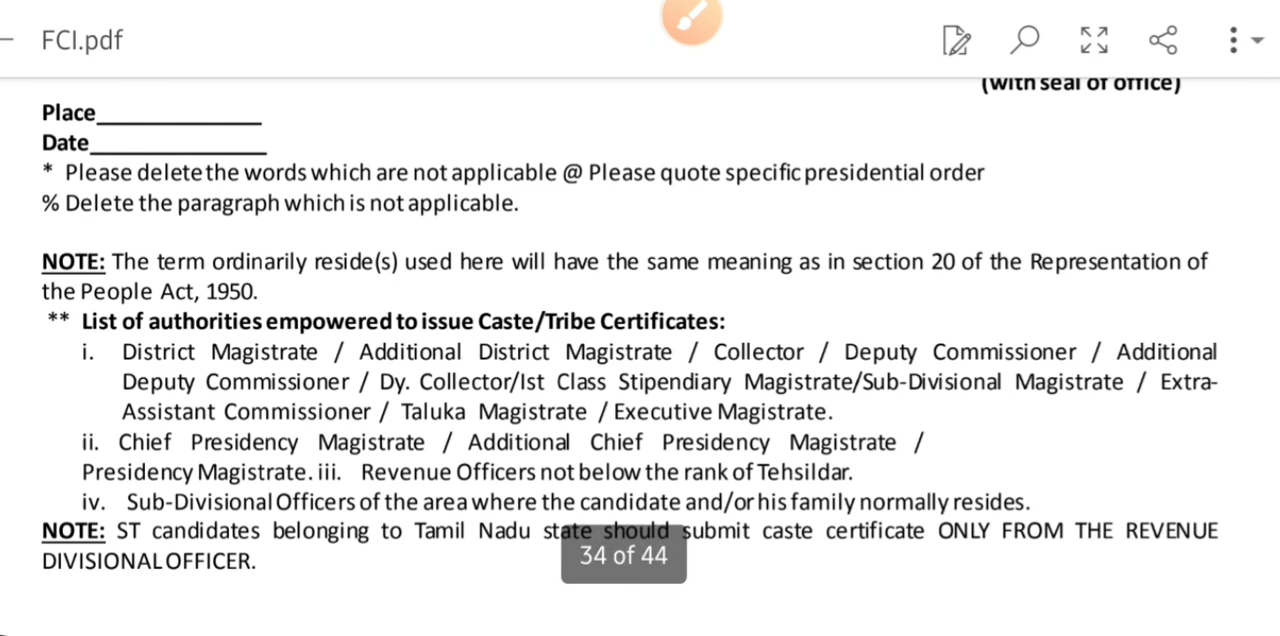 FCI.pdf
(with seal of office)
Place_____________
Date______________
* Please delete the words which are not applicable @ Please quote specific presidential order
% Delete the paragraph which is not applicable.
NOTE: The term ordinarily reside(s) used here will have the same meaning as in section 20 of the Representation of
the People Act, 1950.
** List of authorities empowered to issue Caste/Tribe Certificates:
i. District Magistrate / Additional District Magistrate / Collector / Deputy Commissioner / Additional
Deputy Commissioner / Dy. Collector/Ist Class Stipendiary Magistrate/Sub-Divisional Magistrate / Extra-
Assistant Commissioner / Taluka Magistrate / Executive Magistrate.
ii. Chief Presidency Magistrate / Additional Chief Presidency Magistrate /
Presidency Magistrate. iii. Revenue Officers not below the rank of Tehsildar.
iv. Sub-Divisional Officers of the area where the candidate and/or his family normally resides.
NOTE: ST candidates belonging to Tamil Nadu state should submit caste certificate ONLY FROM THE REVENUE
DIVISIONAL OFFICER.
34 of 44